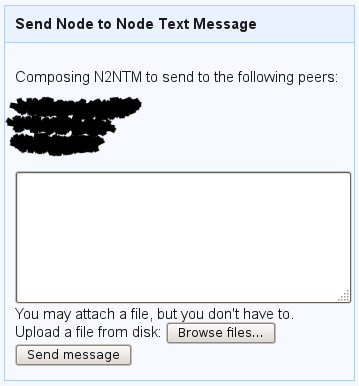 Send Node to Node Text Message
Composing N2NTM to send to the following peers:
You may attach a file, but you don't have to.
Upload a file from disk: Browse files...
Send message